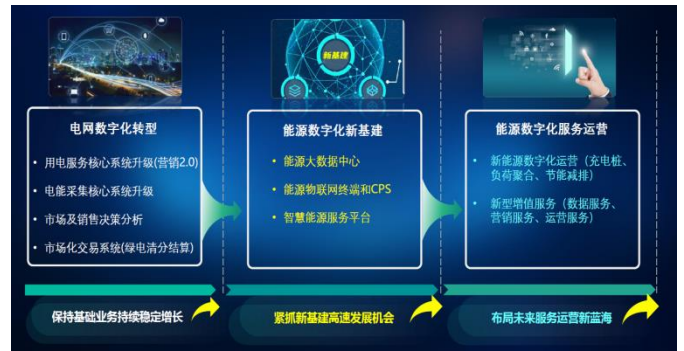 新基建
电网数字化转型
• 用电服务核心系统升级(营销2.0)
• 电能采集核心系统升级
• 市场及销售决策分析
• 市场化交易系统(绿电清分结算)
能源数字化新基建
• 能源大数据中心
• 能源物联网终端和CPS
• 智慧能源服务平台
能源数字化服务运营
• 新能源数字化运营（充电桩、
负荷聚合、节能减排）
• 新型增值服务（数据服务、
营销服务、运营服务）
保持基础业务持续稳定增长
紧抓新基建高速发展机会
布局未来服务运营新蓝海